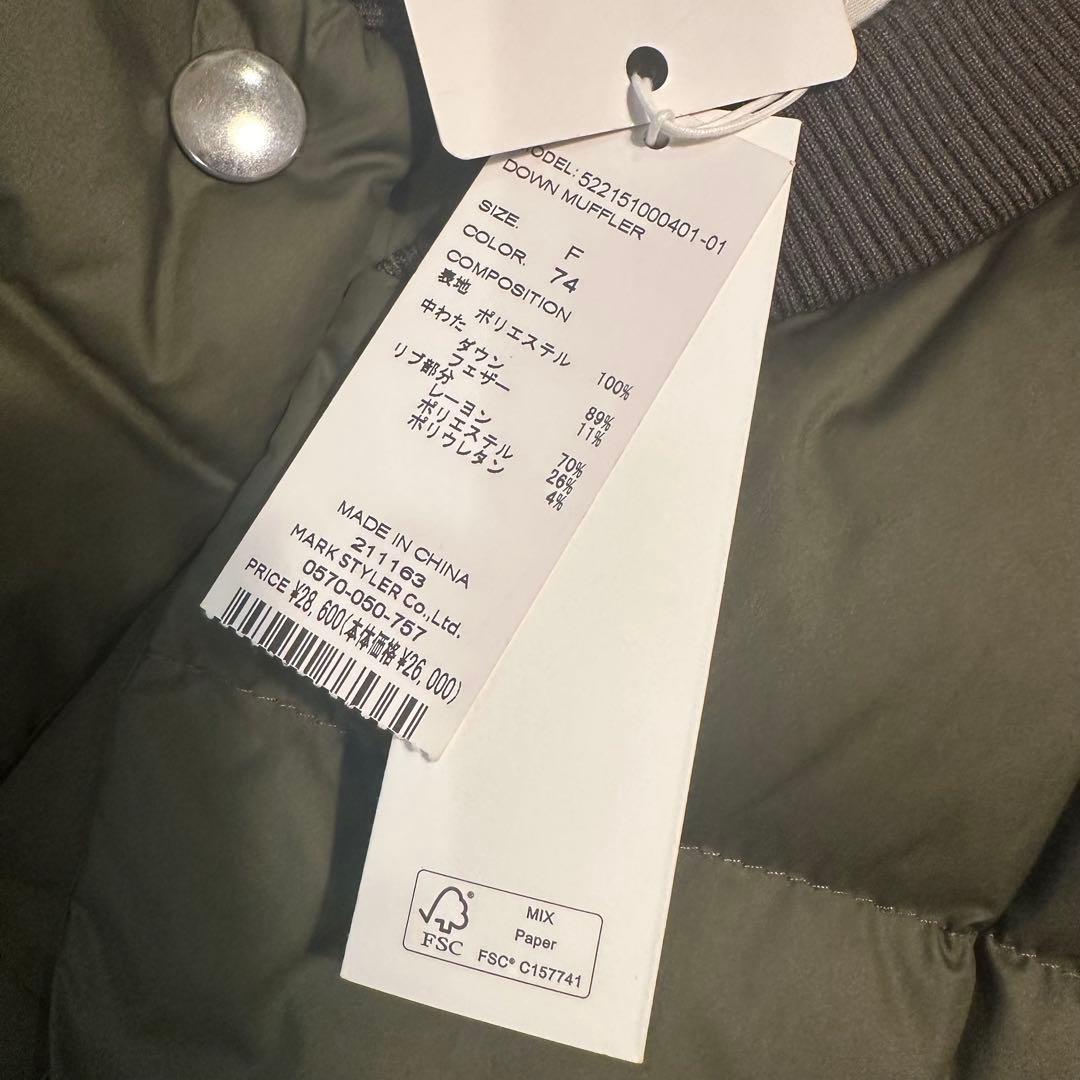 MODEL: 522151000401-01
DOWN MUFFLER
SIZE. F
COLOR. 74
COMPOSITION
表地
ポリエステル 100%
中わた
ダウン 89%
フェザー 11%
リブ部分
レーヨン 70%
ポリエステル 26%
ポリウレタン 4%
MADE IN CHINA
211163
MARK STYLER Co.,Ltd.
0570-050-757
PRICE ¥28,600(本体価格¥26,000)
FSC®
MIX
Paper
FSC® C157741